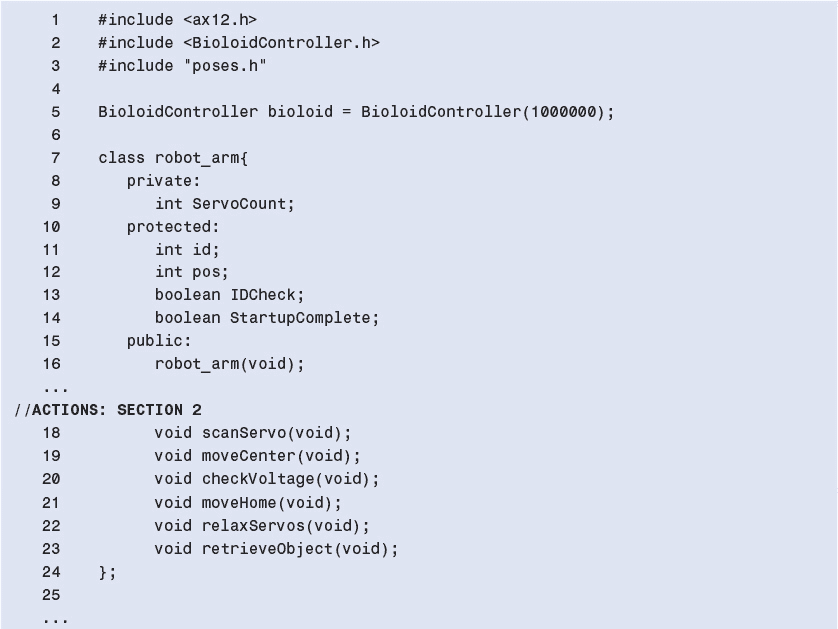 1 #include <ax12.h>
2 #include <BioloidController.h>
3 #include "poses.h"
4
5 BioloidController bioloid = BioloidController(1000000);
6
7 class robot_arm{
8 private:
9 int ServoCount;
10 protected:
11 int id;
12 int pos;
13 boolean IDCheck;
14 boolean StartupComplete;
15 public:
16 robot_arm(void);
...
//ACTIONS: SECTION 2
18 void scanServo(void);
19 void moveCenter(void);
20 void checkVoltage(void);
21 void moveHome(void);
22 void relaxServos(void);
23 void retrieveObject(void);
24 };
25
...